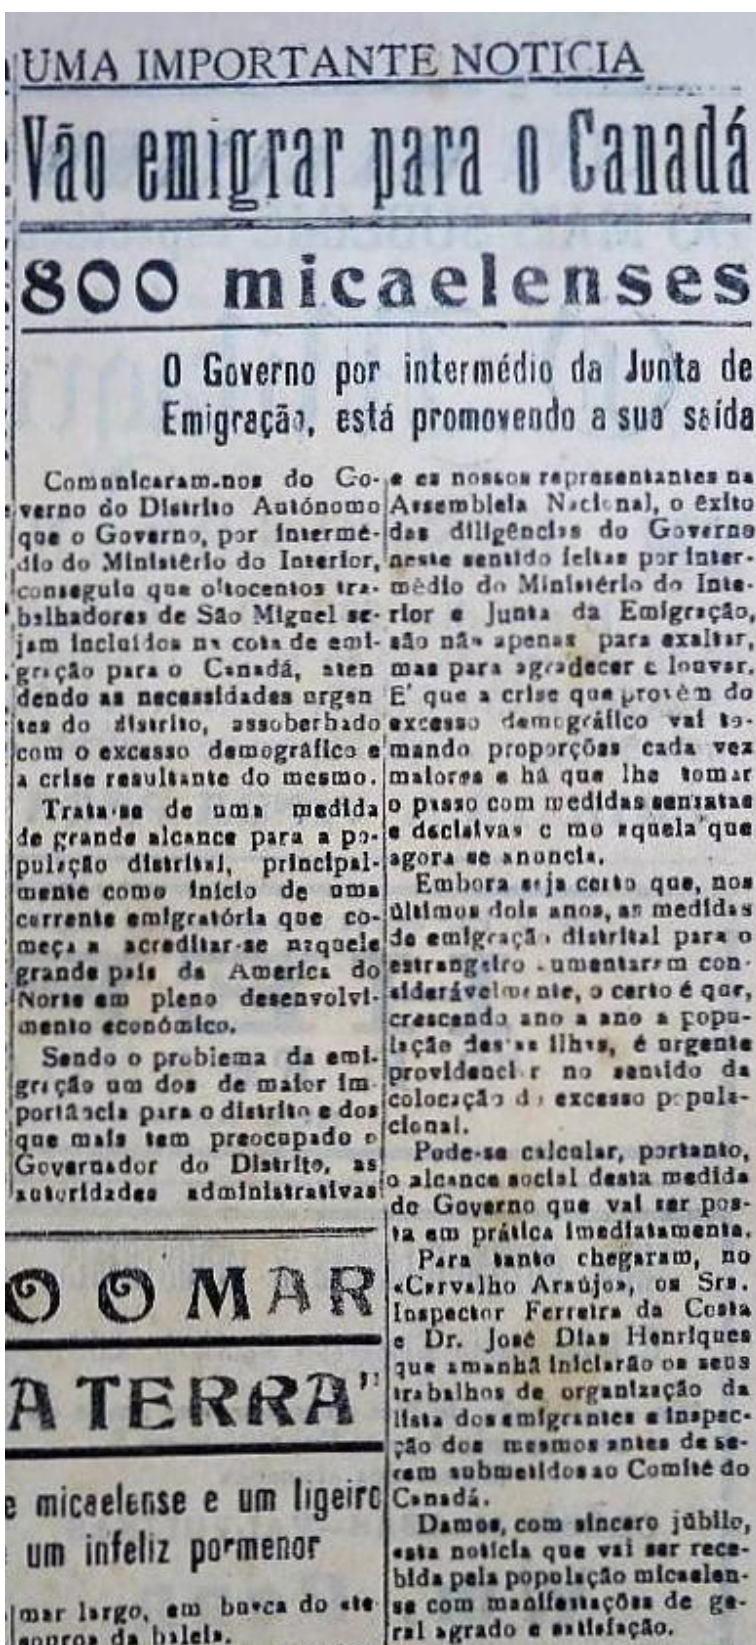 UMA IMPORTANTE NOTICIA
Vão emigrar para o Canadá
800 micaelenses
O Governo por intermédio da Junta de
Emigração, está promovendo a sua saída
Comunicaram-nos do Go-
verno do Distrito Autónomo
que o Governo, por intermé-
dio do Ministério do Interior,
conseguiu que oitocentos tra-
balhadores de São Miguel se-
jam incluidos na cota de emi-
gração para o Canadá, aten
dendo as necessidades urgen
tes do distrito, assoberbado
com o excesso demográfico e
a crise resultante do mesmo.
Trata-se de uma medida
de grande alcance para a po-
pulação distrital, principal-
mente como início de uma
corrente emigratória que co-
meça a acreditar-se naquele
grande país da America do
Norte em pleno desenvolvi-
mento económico.
Sendo o problema da emi-
gração um dos de maior im
portância para o distrito e dos
que mais tem preocupado o
Governador do Distrito, as
autoridades administrativas
e os nossos representantes na
Assembleia Nacional, o êxito
das diligências do Governo
neste sentido feitas por inter-
médio do Ministério do Inte-
rior e Junta da Emigração,
são não apenas para exaltar,
mas para agradecer e louvar.
E' que a crise que provém do
excesso demográfico vai to-
mando proporções cada vez
maiores e há que lhe tomar
o passo com medidas sensatas
e decisivas como aquela que
agora se anuncia.
Embora seja certo que, nos
últimos dois anos, as medidas
de emigração distrital para o
estrangeiro aumentaram con-
siderávelmente, o certo é que,
crescendo ano a ano a popu-
lação destas ilhas, é urgente
providenciar no sentido da
colocação do excesso popula-
cional.
Pode-se calcular, portanto,
o alcance social desta medida
do Governo que vai ser pos-
ta em prática imediatamente.
Para tanto chegaram, no
«Carvalho Araújo», os Srs.
Inspector Ferreira da Costa
e Dr. José Dias Henriques
que amanhã iniciarão os seus
trabalhos de organização da
lista dos emigrantes e inspec-
ção dos mesmos antes de se-
rem submetidos ao Comité do
Canadá.
Damos, com sincero júbilo,
esta notícia que vai ser rece-
bida pela população micaelen-
se com manifestações de ge-
ral agrado e satisfação.
O O MAR
A TERRA"
e micaelense e um ligeiro
um infeliz pormenor
mar largo, em busca do
da baleia.